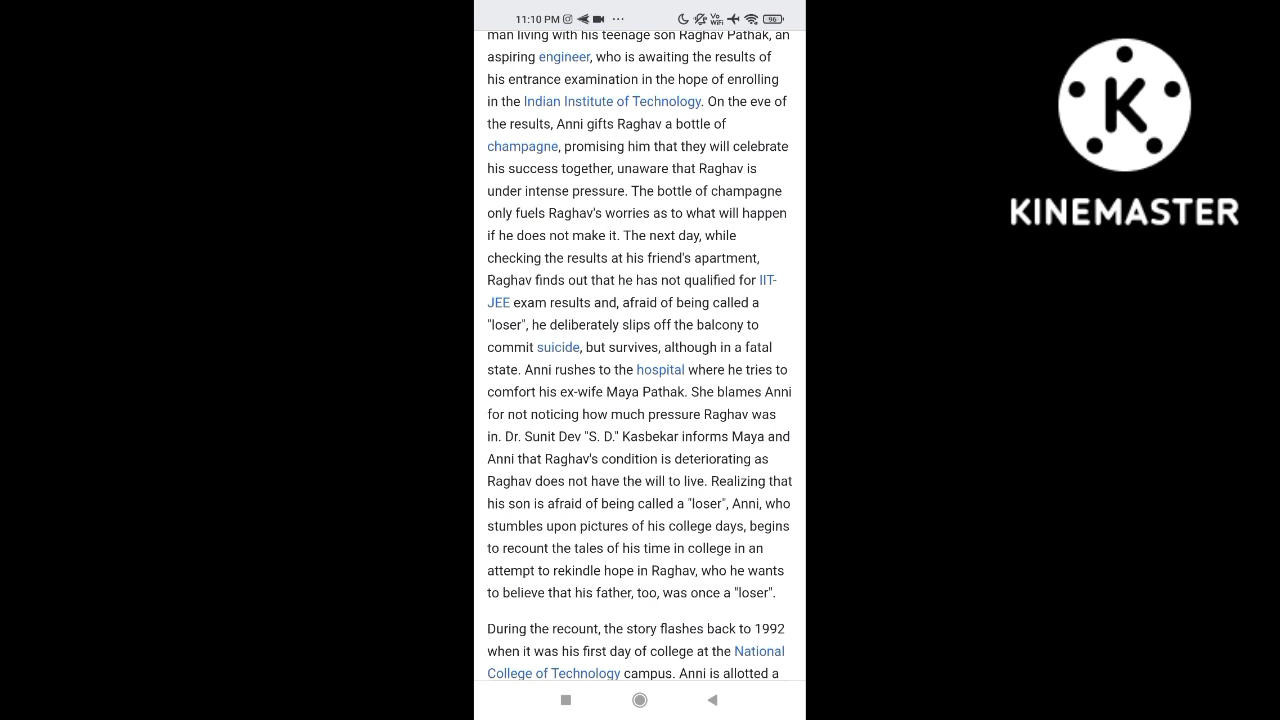 11:10 PM
Vo
WiFi
96
man living with his teenage son Raghav Pathak, an
aspiring engineer, who is awaiting the results of
his entrance examination in the hope of enrolling
in the Indian Institute of Technology. On the eve of
the results, Anni gifts Raghav a bottle of
champagne, promising him that they will celebrate
his success together, unaware that Raghav is
under intense pressure. The bottle of champagne
only fuels Raghav's worries as to what will happen
if he does not make it. The next day, while
checking the results at his friend's apartment,
Raghav finds out that he has not qualified for IIT-
JEE exam results and, afraid of being called a
"loser", he deliberately slips off the balcony to
commit suicide, but survives, although in a fatal
state. Anni rushes to the hospital where he tries to
comfort his ex-wife Maya Pathak. She blames Anni
for not noticing how much pressure Raghav was
in. Dr. Sunit Dev "S. D." Kasbekar informs Maya and
Anni that Raghav's condition is deteriorating as
Raghav does not have the will to live. Realizing that
his son is afraid of being called a "loser", Anni, who
stumbles upon pictures of his college days, begins
to recount the tales of his time in college in an
attempt to rekindle hope in Raghav, who he wants
to believe that his father, too, was once a "loser".
During the recount, the story flashes back to 1992
when it was his first day of college at the National
College of Technology campus. Anni is allotted a
K
KINEMASTER